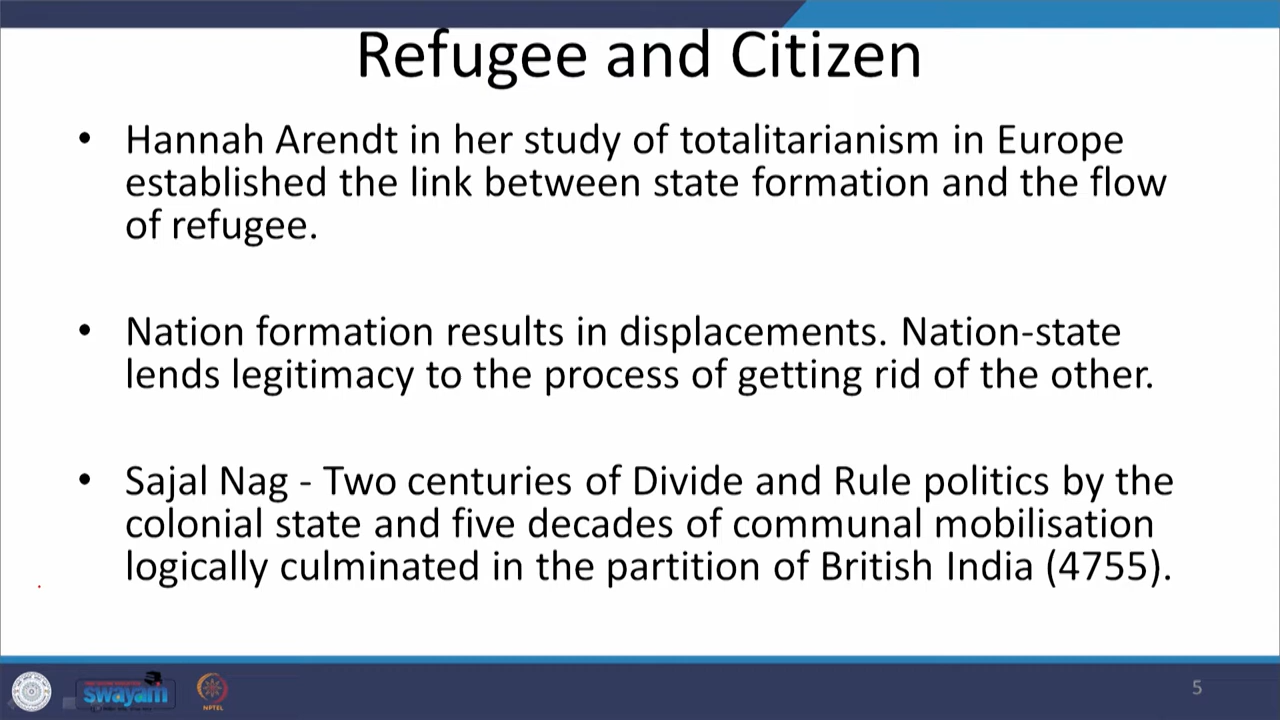 Refugee and Citizen
• Hannah Arendt in her study of totalitarianism in Europe
established the link between state formation and the flow
of refugee.
• Nation formation results in displacements. Nation-state
lends legitimacy to the process of getting rid of the other.
• Sajal Nag - Two centuries of Divide and Rule politics by the
colonial state and five decades of communal mobilisation
logically culminated in the partition of British India (4755).
swayam
NPTEL
5